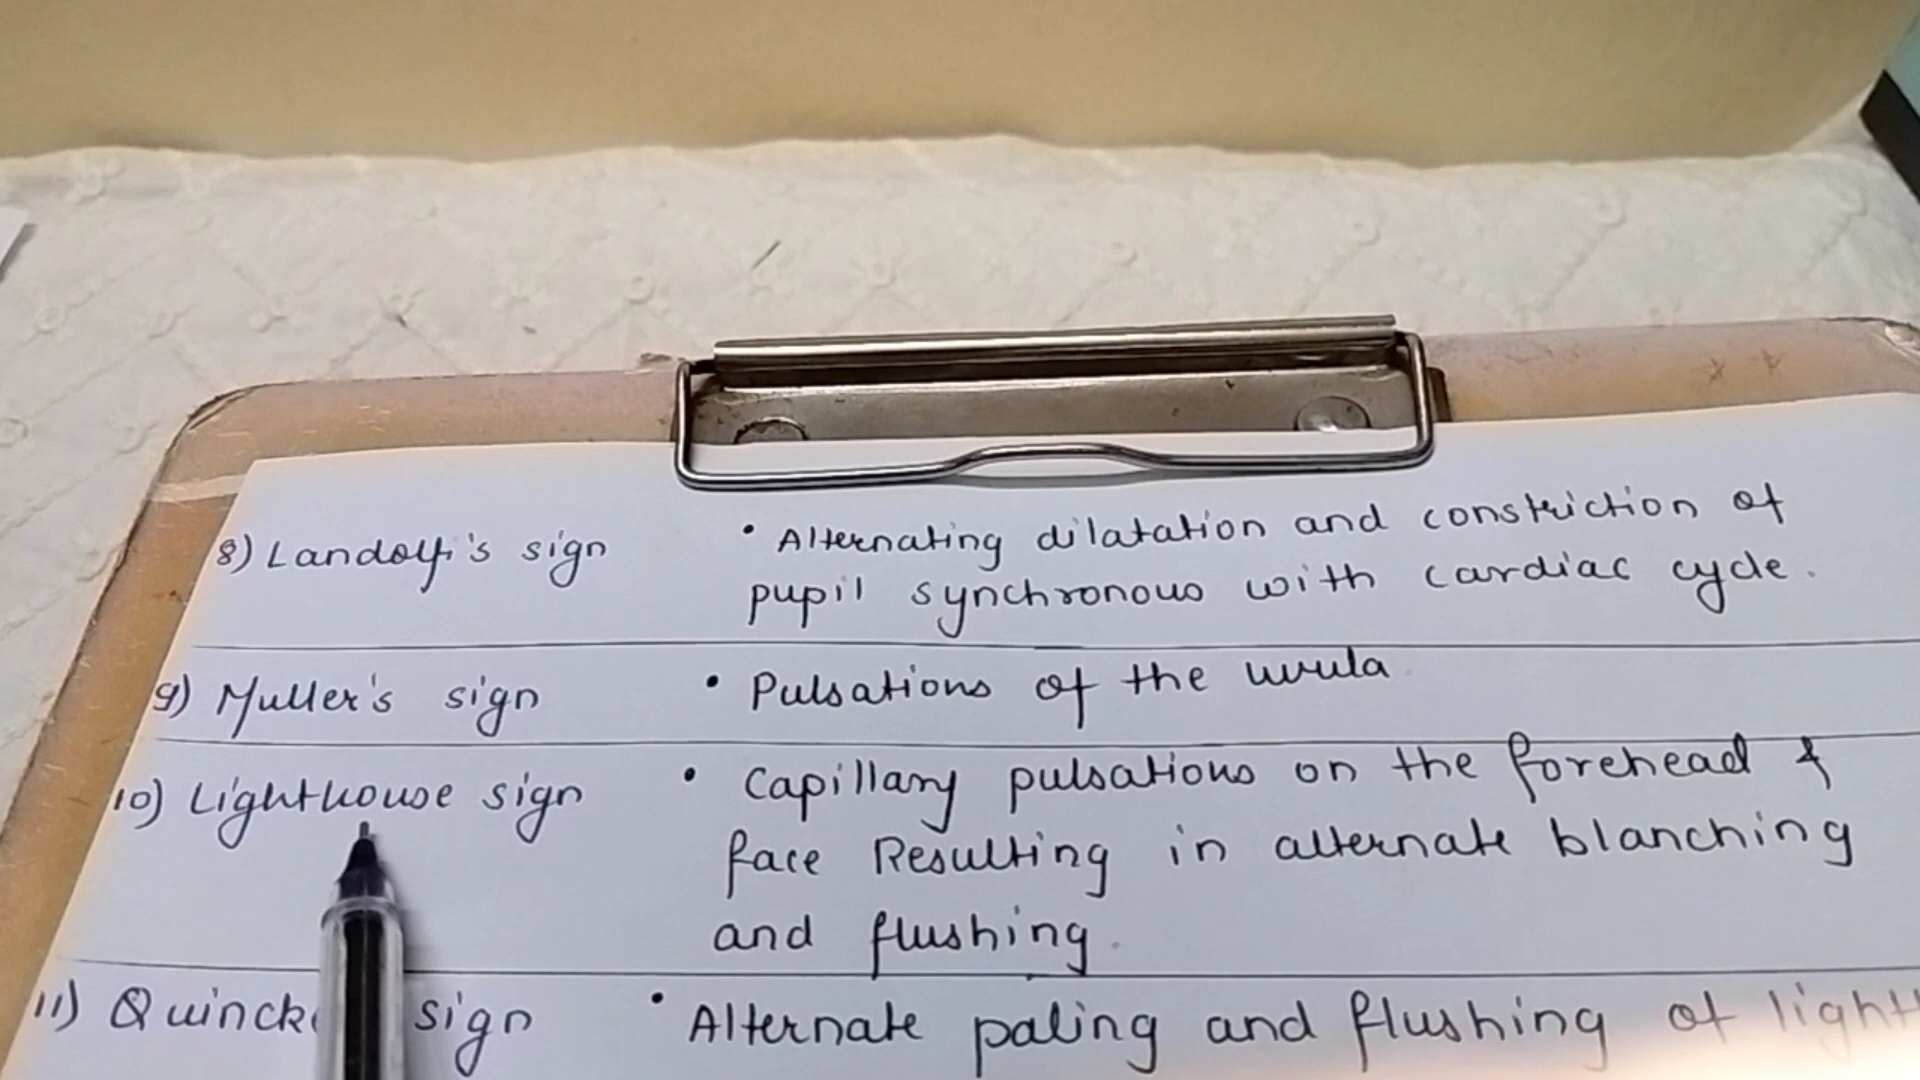 8) Landolfi's sign • Alternating dilatation and constriction of
pupil synchronous with cardiac cycle.
9) Muller's sign • Pulsations of the uvula
10) Lighthouse sign • Capillary pulsations on the forehead &
face Resulting in alternate blanching
and flushing.
11) sign • Alternate paling and flushing of